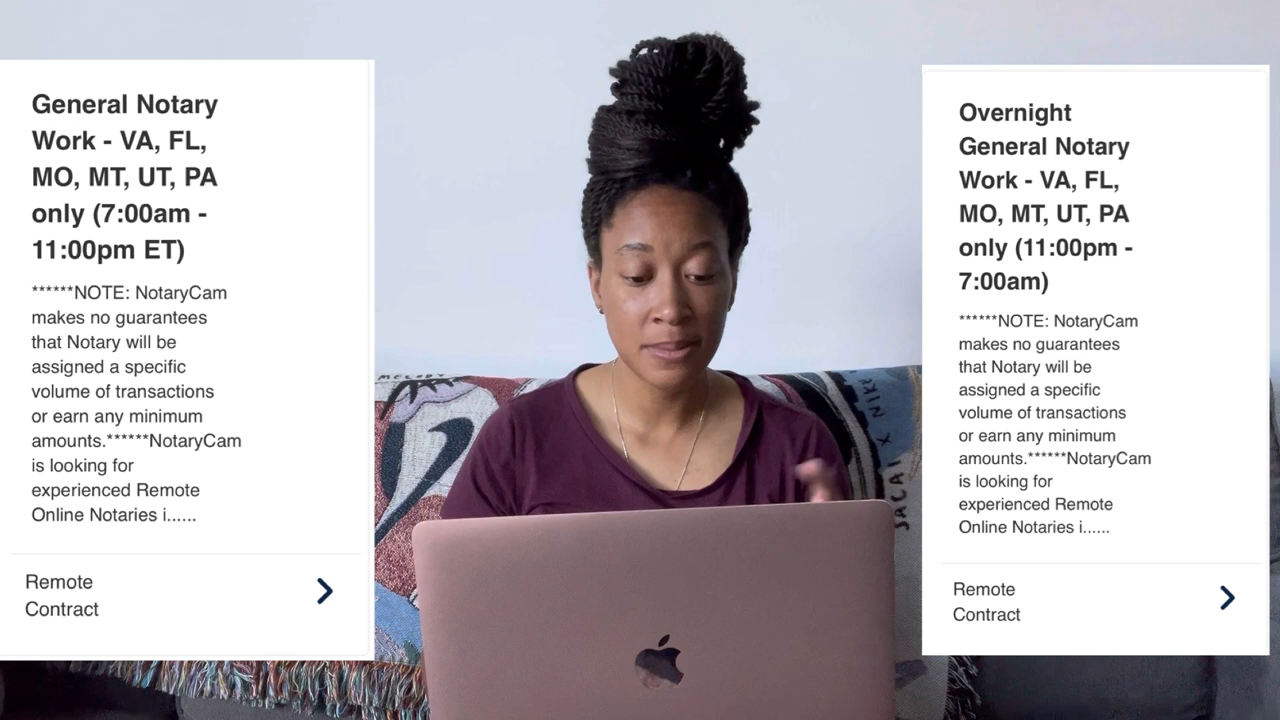 General Notary
Work - VA, FL,
MO, MT, UT, PA
only (7:00am -
11:00pm ET)
******NOTE: NotaryCam
makes no guarantees
that Notary will be
assigned a specific
volume of transactions
or earn any minimum
amounts.******NotaryCam
is looking for
experienced Remote
Online Notaries i......
Remote
Contract
Overnight
General Notary
Work - VA, FL,
MO, MT, UT, PA
only (11:00pm -
7:00am)
******NOTE: NotaryCam
makes no guarantees
that Notary will be
assigned a specific
volume of transactions
or earn any minimum
amounts.******NotaryCam
is looking for
experienced Remote
Online Notaries i......
Remote
Contract
SACAI X NIKE